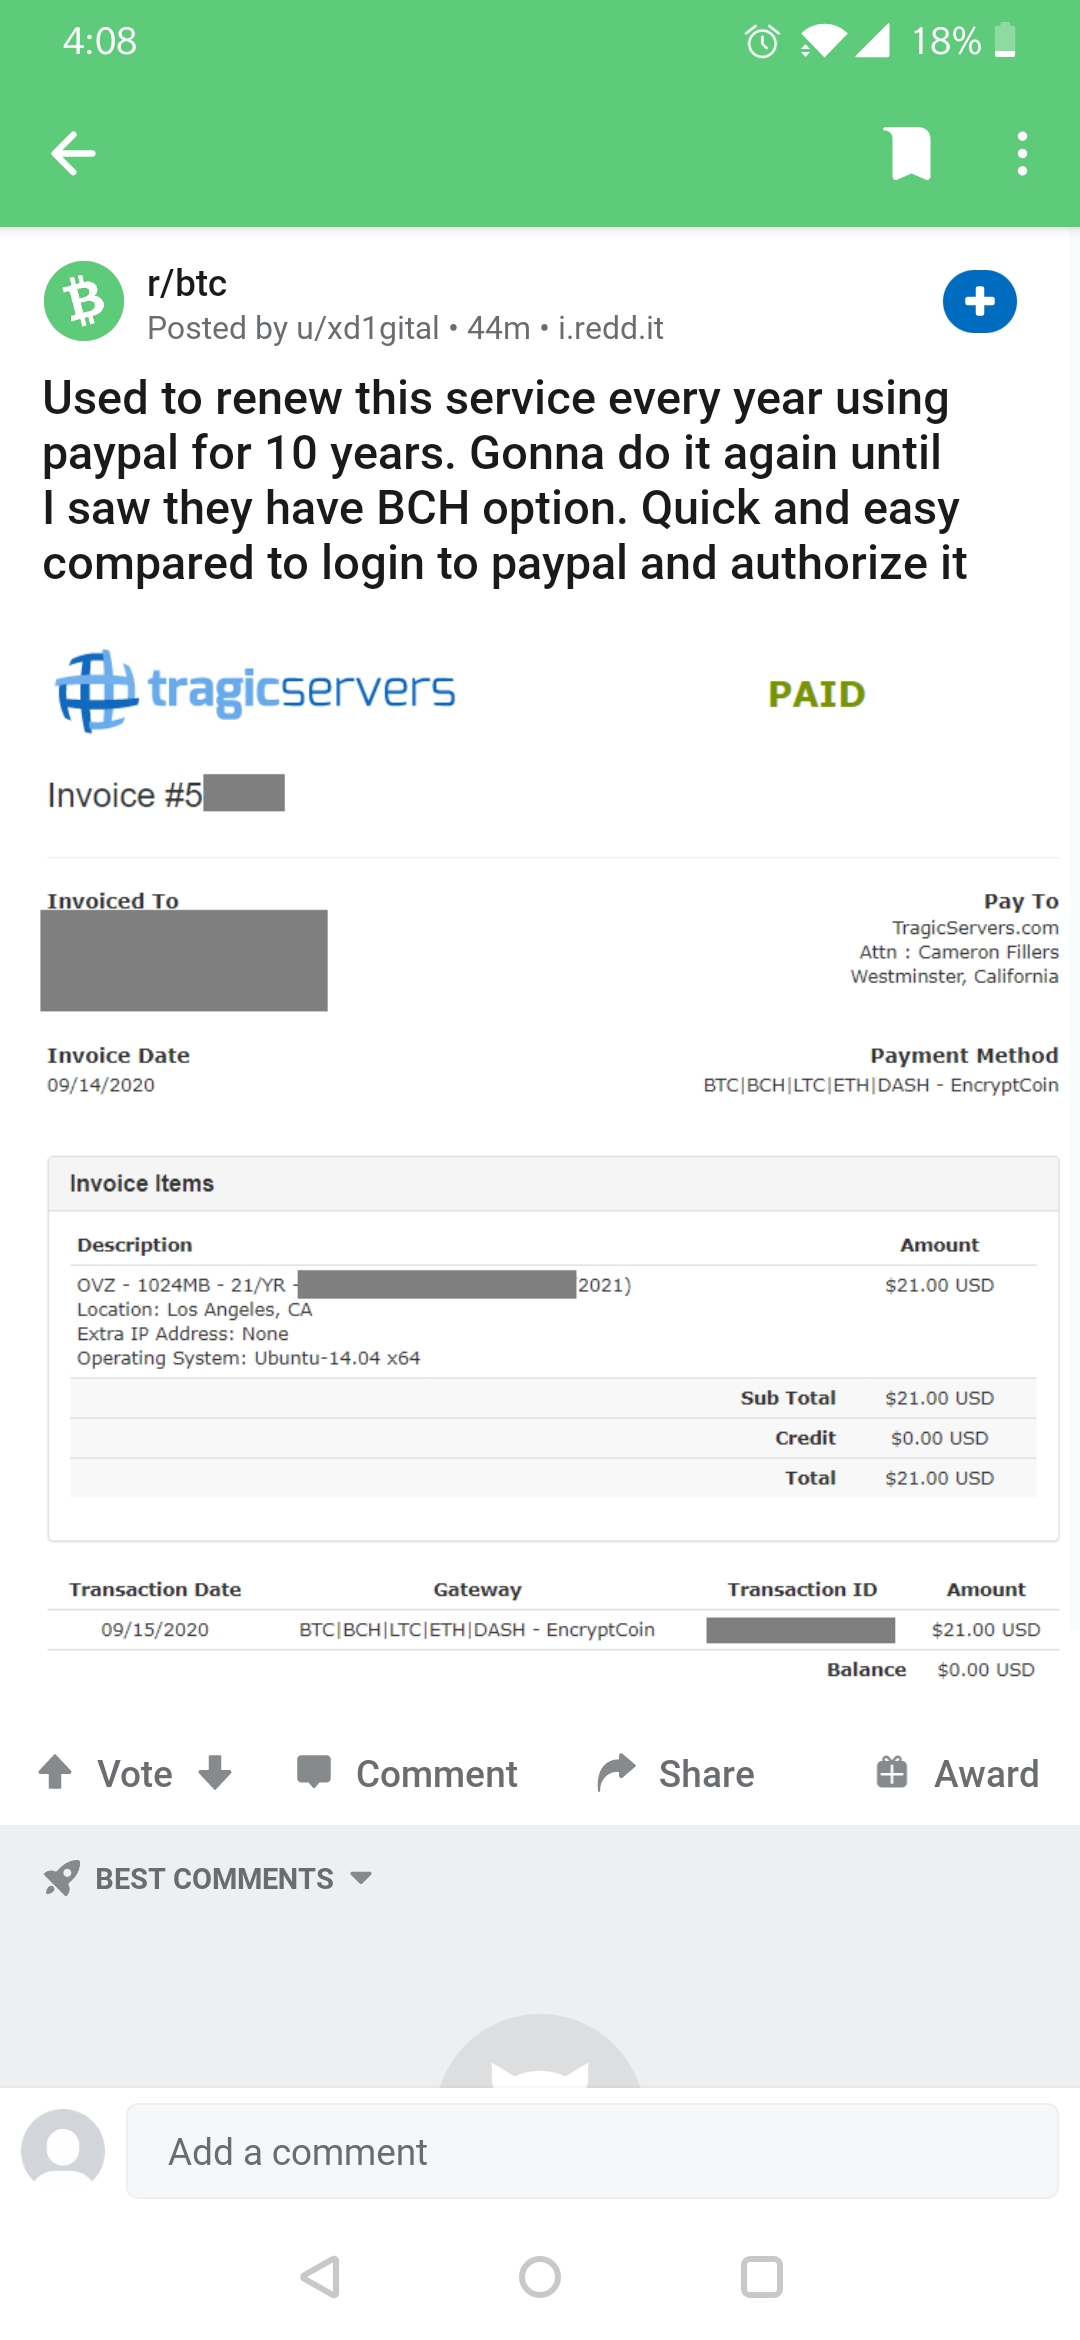 4:08
18%
r/btc
Posted by u/xd1gital • 44m • i.redd.it
Used to renew this service every year using
paypal for 10 years. Gonna do it again until
I saw they have BCH option. Quick and easy
compared to login to paypal and authorize it
tragicservers
PAID
Invoice #5
Invoiced To
Pay To
TragicServers.com
Attn : Cameron Fillers
Westminster, California
Invoice Date
09/14/2020
Payment Method
BTC|BCH|LTC|ETH|DASH - EncryptCoin
Invoice Items
Description Amount
OVZ - 1024MB - 21/YR - 2021) $21.00 USD
Location: Los Angeles, CA
Extra IP Address: None
Operating System: Ubuntu-14.04 x64
Sub Total $21.00 USD
Credit $0.00 USD
Total $21.00 USD
Transaction Date Gateway Transaction ID Amount
09/15/2020 BTC|BCH|LTC|ETH|DASH - EncryptCoin $21.00 USD
Balance $0.00 USD
Vote Comment Share Award
BEST COMMENTS
Add a comment